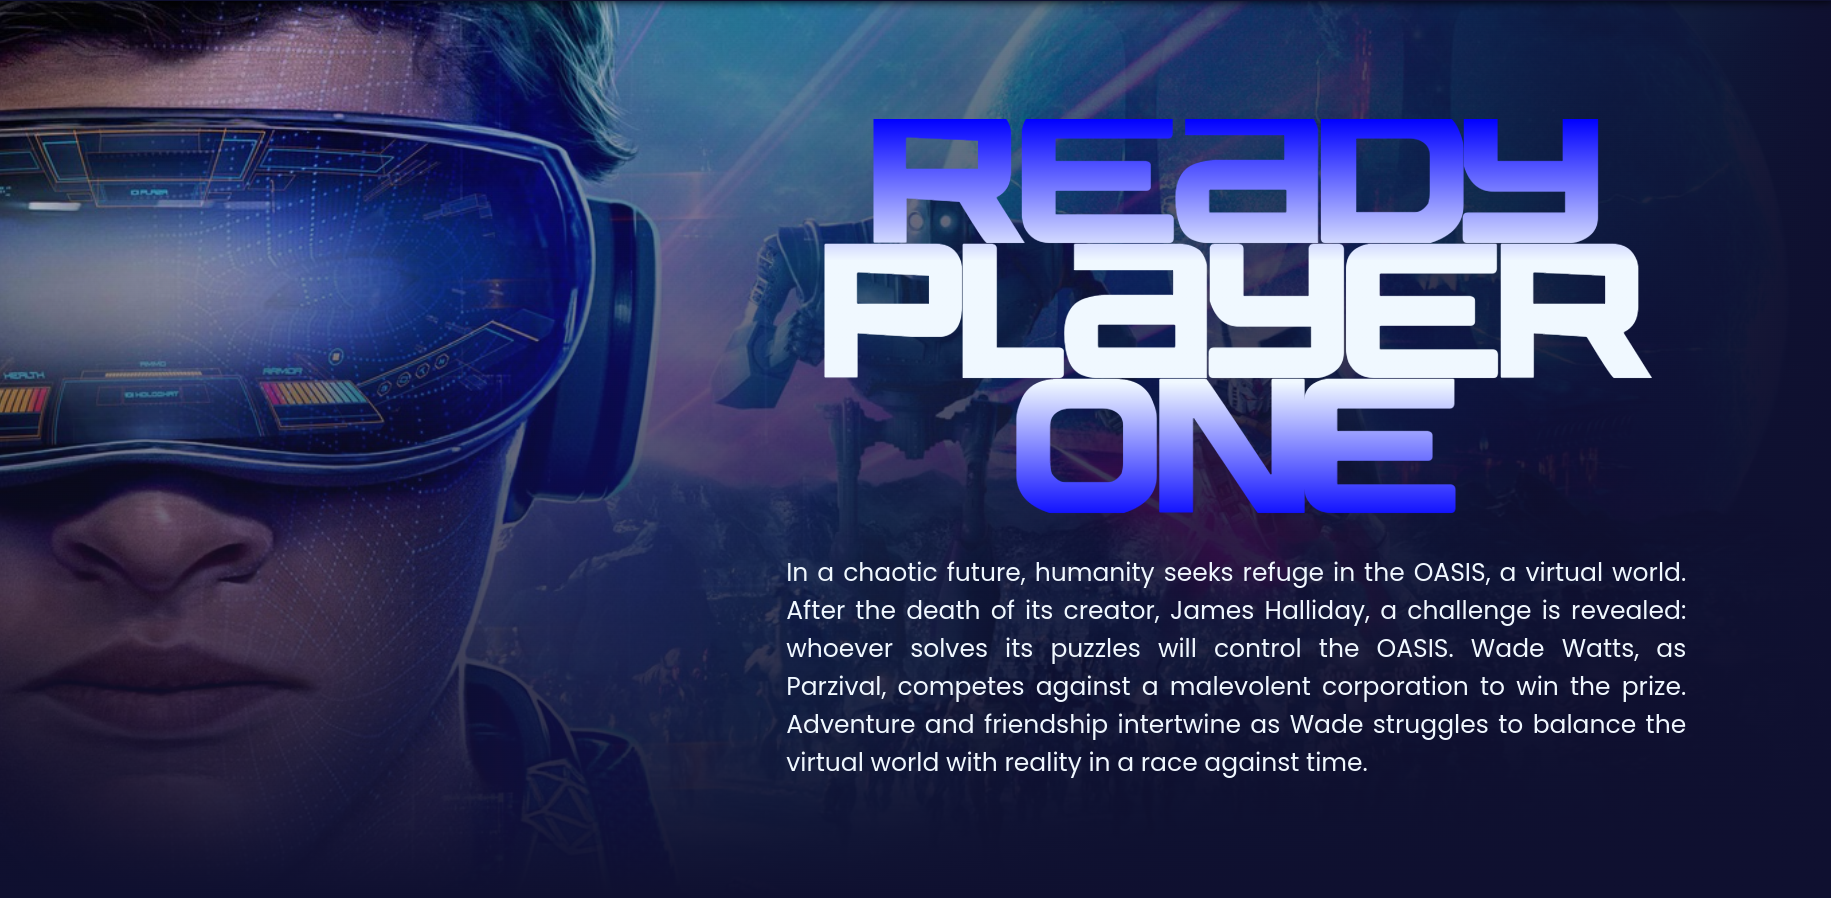 READY
PLAYER
ONE
In a chaotic future, humanity seeks refuge in the OASIS, a virtual world.
After the death of its creator, James Halliday, a challenge is revealed:
whoever solves its puzzles will control the OASIS. Wade Watts, as
Parzival, competes against a malevolent corporation to win the prize.
Adventure and friendship intertwine as Wade struggles to balance the
virtual world with reality in a race against time.
HEALTH
AMMO
ARMOR